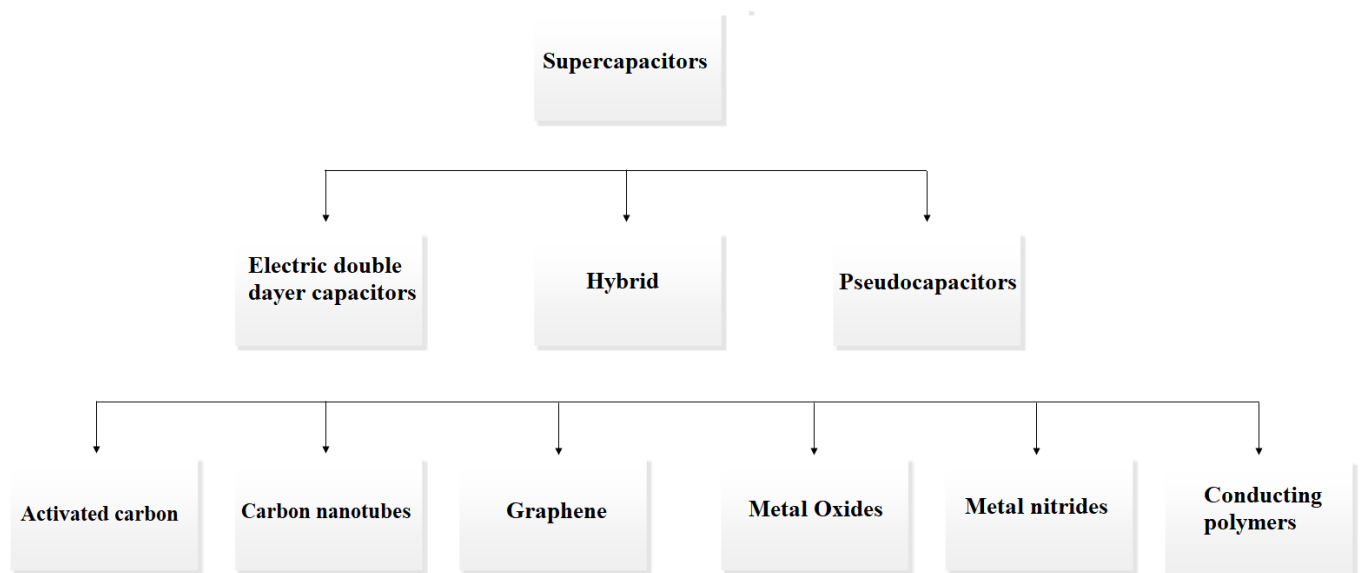 Supercapacitors
Electric double
dayer capacitors
Hybrid
Pseudocapacitors
Activated carbon
Carbon nanotubes
Graphene
Metal Oxides
Metal nitrides
Conducting
polymers